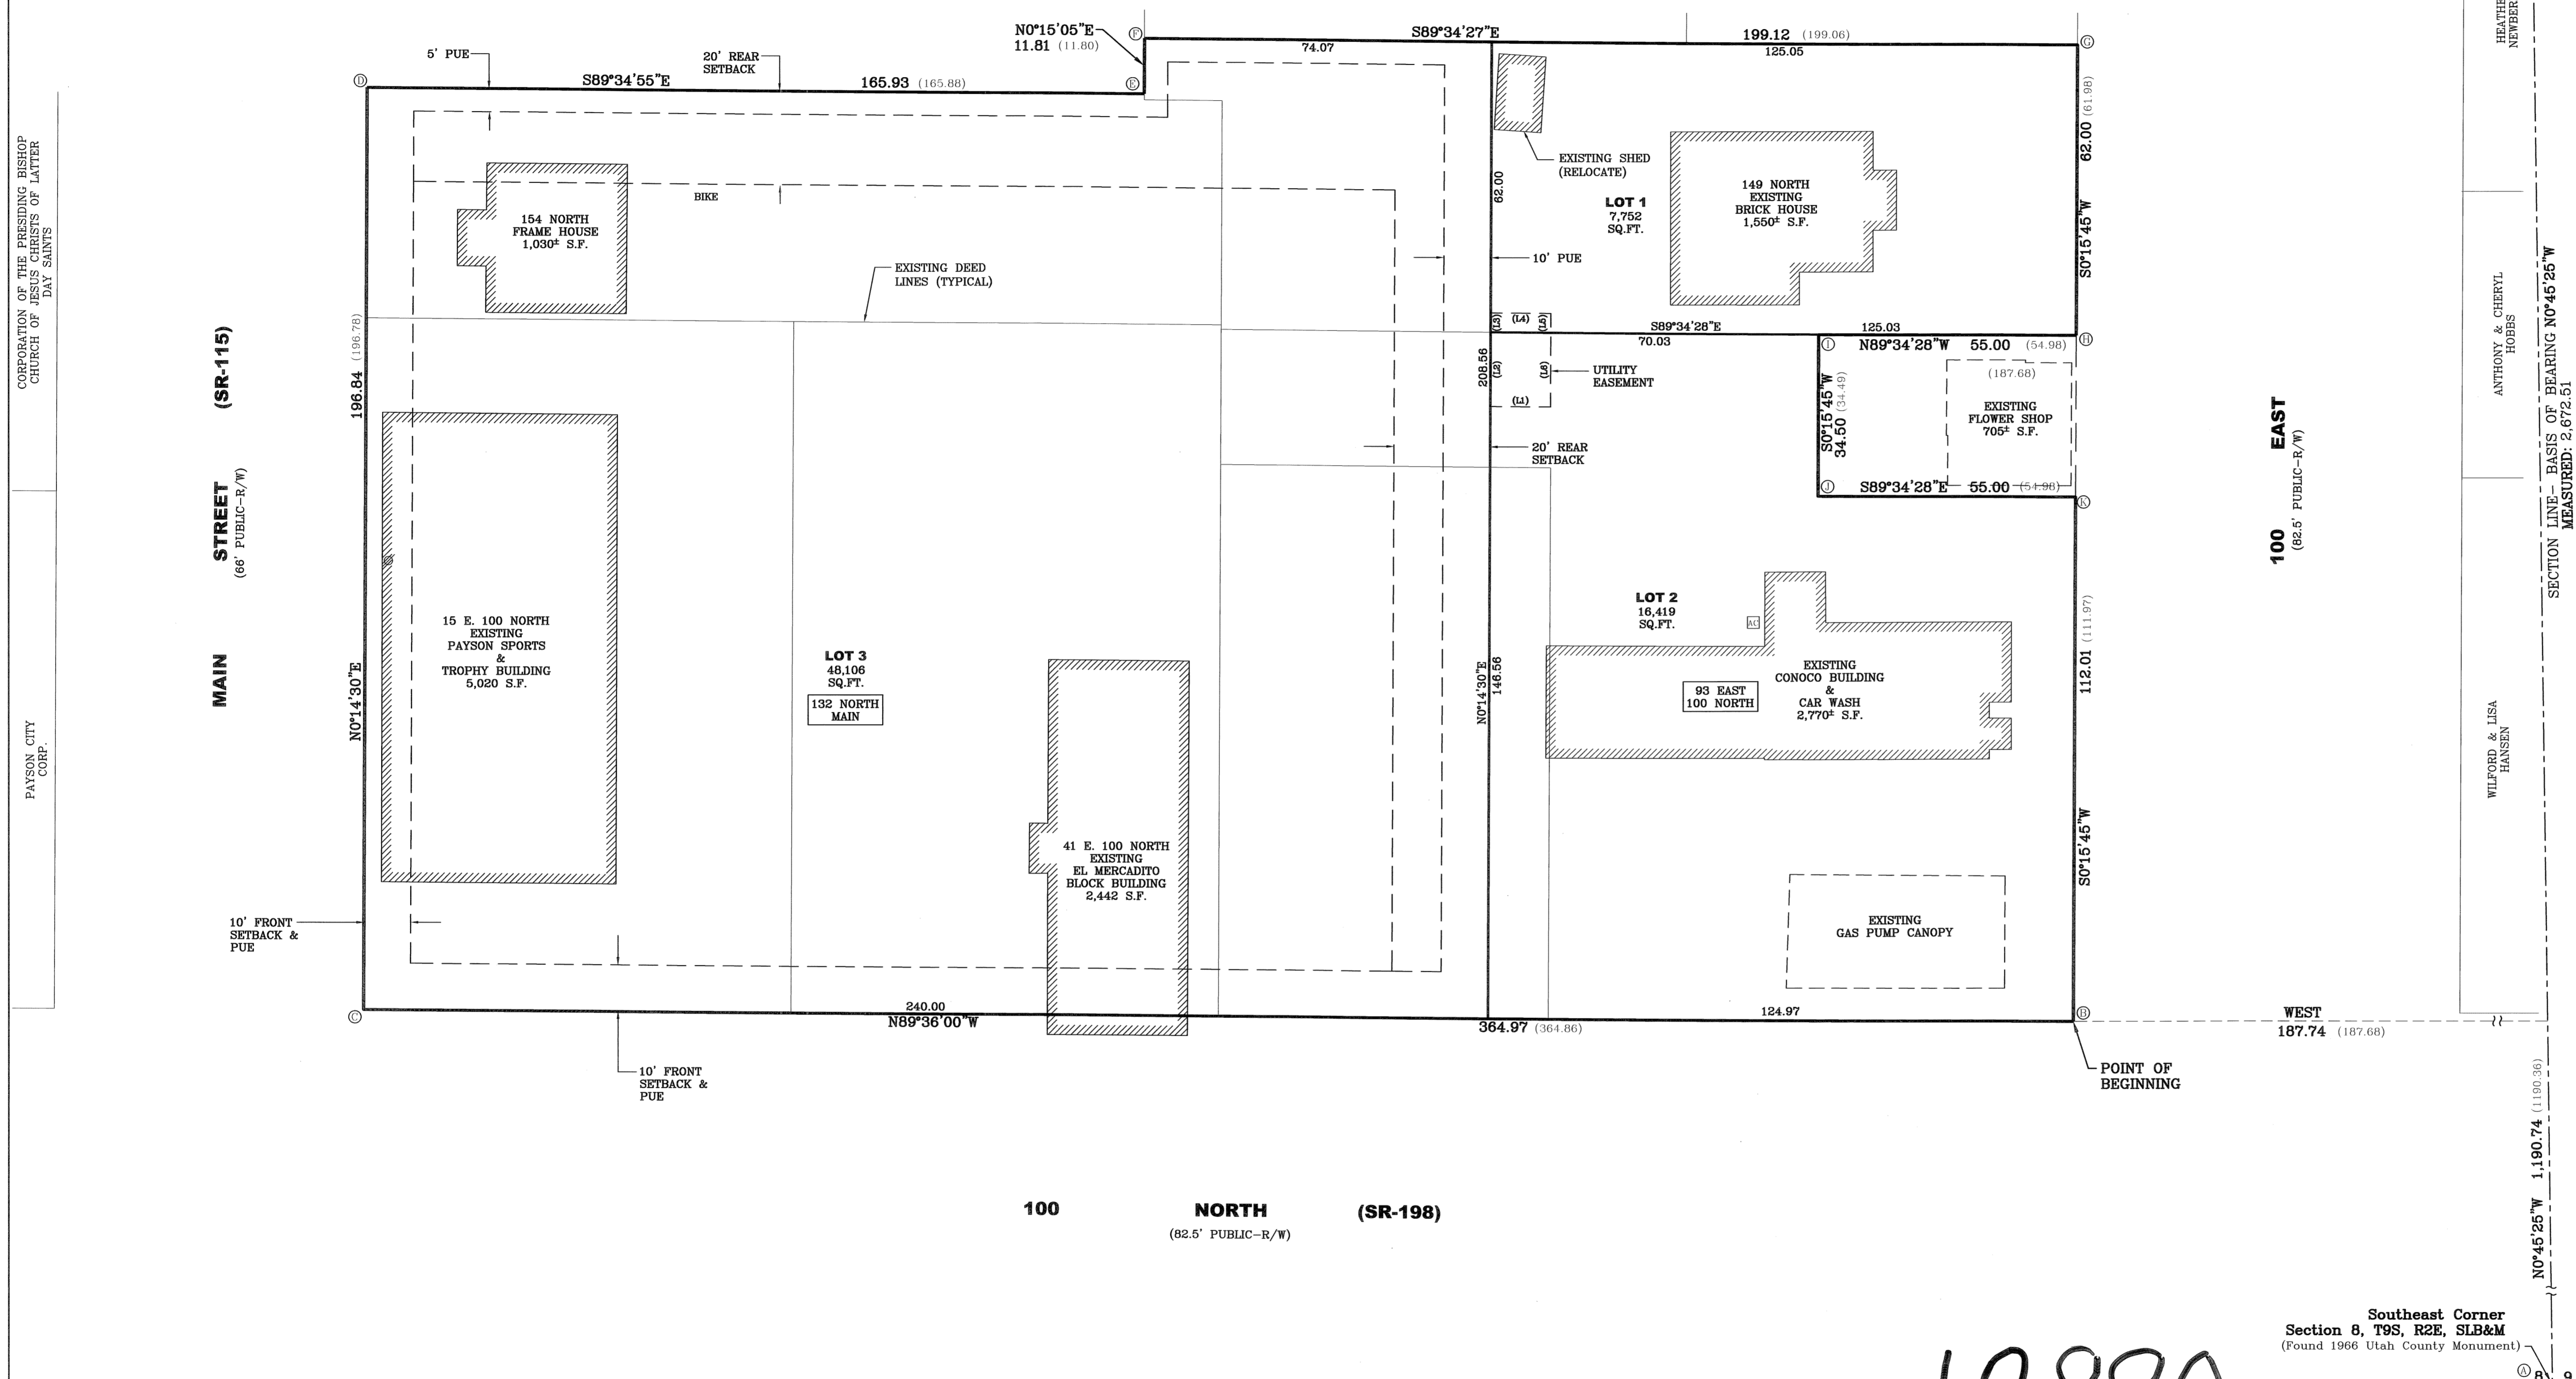 N0°15'05"E
11.81 (11.80)
F
S89°34'27"E
74.07
199.12 (199.06)
125.05
G
5' PUE
20' REAR
SETBACK
D
S89°34'55"E
165.93 (165.88)
E
62.00 (61.98)
S0°15'45"W
CORPORATION OF THE PRESIDING BISHOP
CHURCH OF JESUS CHRISTS OF LATTER
DAY SAINTS
PAYSON CITY
CORP.
MAIN STREET (SR-115)
(66' PUBLIC-R/W)
196.84 (196.78)
N0°14'30"E
154 NORTH
FRAME HOUSE
1,030± S.F.
BIKE
EXISTING DEED
LINES (TYPICAL)
EXISTING SHED
(RELOCATE)
62.00
LOT 1
7,752
SQ.FT.
149 NORTH
EXISTING
BRICK HOUSE
1,550± S.F.
10' PUE
(L3)
(L4)
(L5)
S89°34'28"E
125.03
70.03
H
I
N89°34'28"W 55.00 (54.98)
(187.68)
208.56
(L2)
(L6)
(L1)
UTILITY
EASEMENT
S0°15'45"W
34.50 (34.49)
EXISTING
FLOWER SHOP
705± S.F.
20' REAR
SETBACK
J
S89°34'28"E 55.00 (54.98)
K
15 E. 100 NORTH
EXISTING
PAYSON SPORTS
&
TROPHY BUILDING
5,020 S.F.
LOT 3
48,106
SQ.FT.
132 NORTH
MAIN
41 E. 100 NORTH
EXISTING
EL MERCADITO
BLOCK BUILDING
2,442 S.F.
N0°14'30"E
146.56
LOT 2
16,419
SQ.FT.
AC
93 EAST
100 NORTH
EXISTING
CONOCO BUILDING
&
CAR WASH
2,770± S.F.
112.01 (111.97)
S0°15'45"W
EXISTING
GAS PUMP CANOPY
10' FRONT
SETBACK &
PUE
C
240.00
N89°36'00"W
364.97 (364.86)
124.97
B
WEST
187.74 (187.68)
10' FRONT
SETBACK &
PUE
POINT OF
BEGINNING
100 EAST
(82.5' PUBLIC-R/W)
HEATHE
NEWBER
ANTHONY & CHERYL
HOBBS
WILFORD & LISA
HANSEN
SECTION LINE- BASIS OF BEARING N0°45'25"W
MEASURED: 2,672.51
N0°45'25"W 1,190.74 (1190.36)
100 NORTH (SR-198)
(82.5' PUBLIC-R/W)
Southeast Corner
Section 8, T9S, R2E, SLB&M
(Found 1966 Utah County Monument)
A
8 9